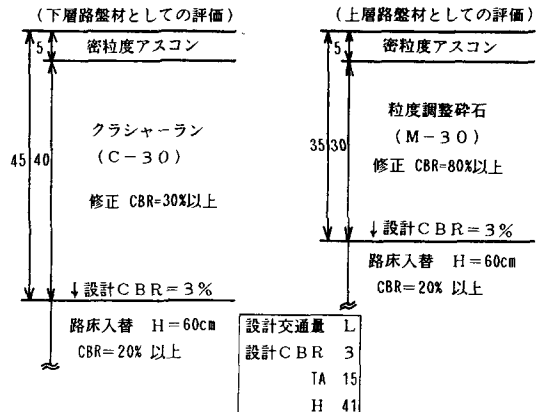 (下層路盤材としての評価)
5
密粒度アスコン
クラシャーラン
(C-30)
45 40
修正 CBR=30%以上
↓設計CBR=3%
路床入替 H=60cm
CBR=20% 以上
(上層路盤材としての評価)
5
密粒度アスコン
粒度調整砕石
(M-30)
35 30
修正 CBR=80%以上
↓設計CBR=3%
路床入替 H=60cm
CBR=20% 以上
設計交通量 L
設計CBR 3
TA 15
H 41